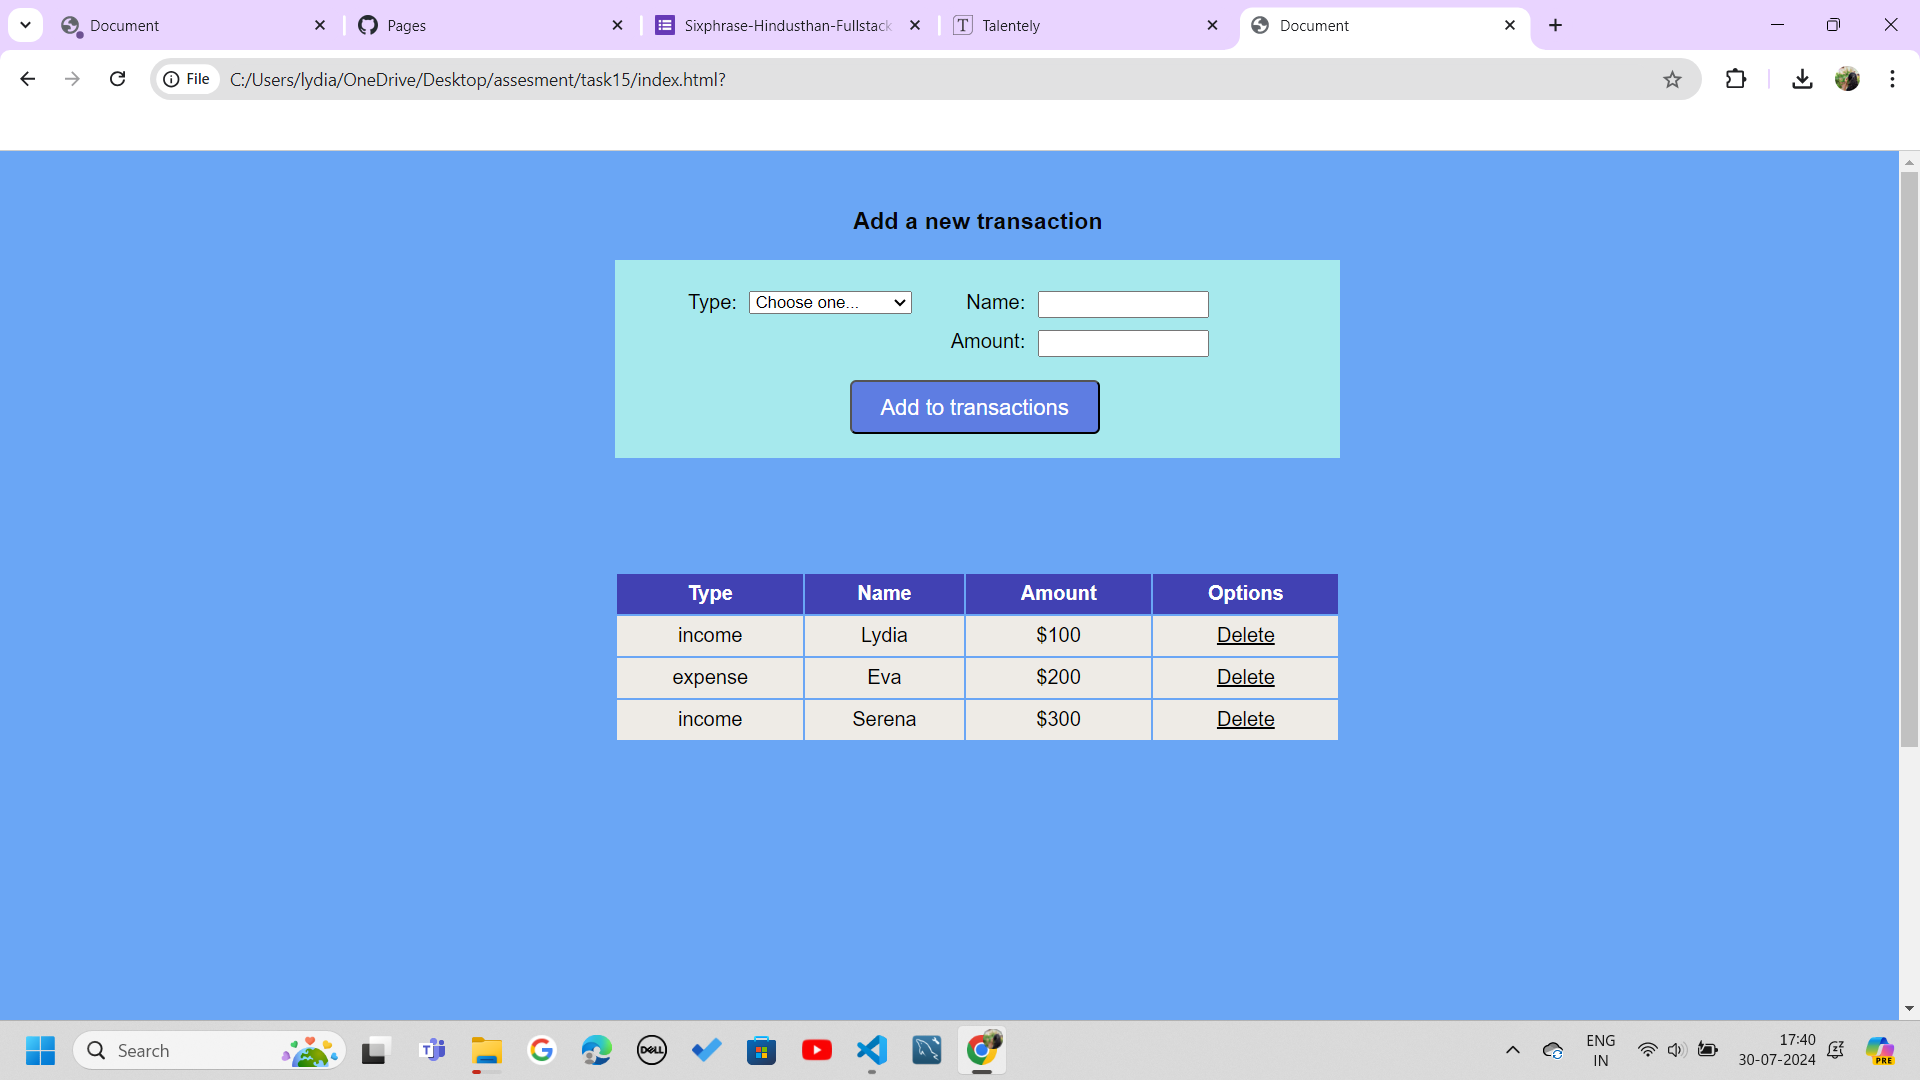 Document
Pages
Sixphrase-Hindusthan-Fullstack
T Talentely
Document
File C:/Users/lydia/OneDrive/Desktop/assesment/task15/index.html?
Add a new transaction
Type: Choose one... Name:
Amount:
Add to transactions
Type Name Amount Options
income Lydia $100 Delete
expense Eva $200 Delete
income Serena $300 Delete
Search
DELL
ENG
IN
17:40
30-07-2024
PRE